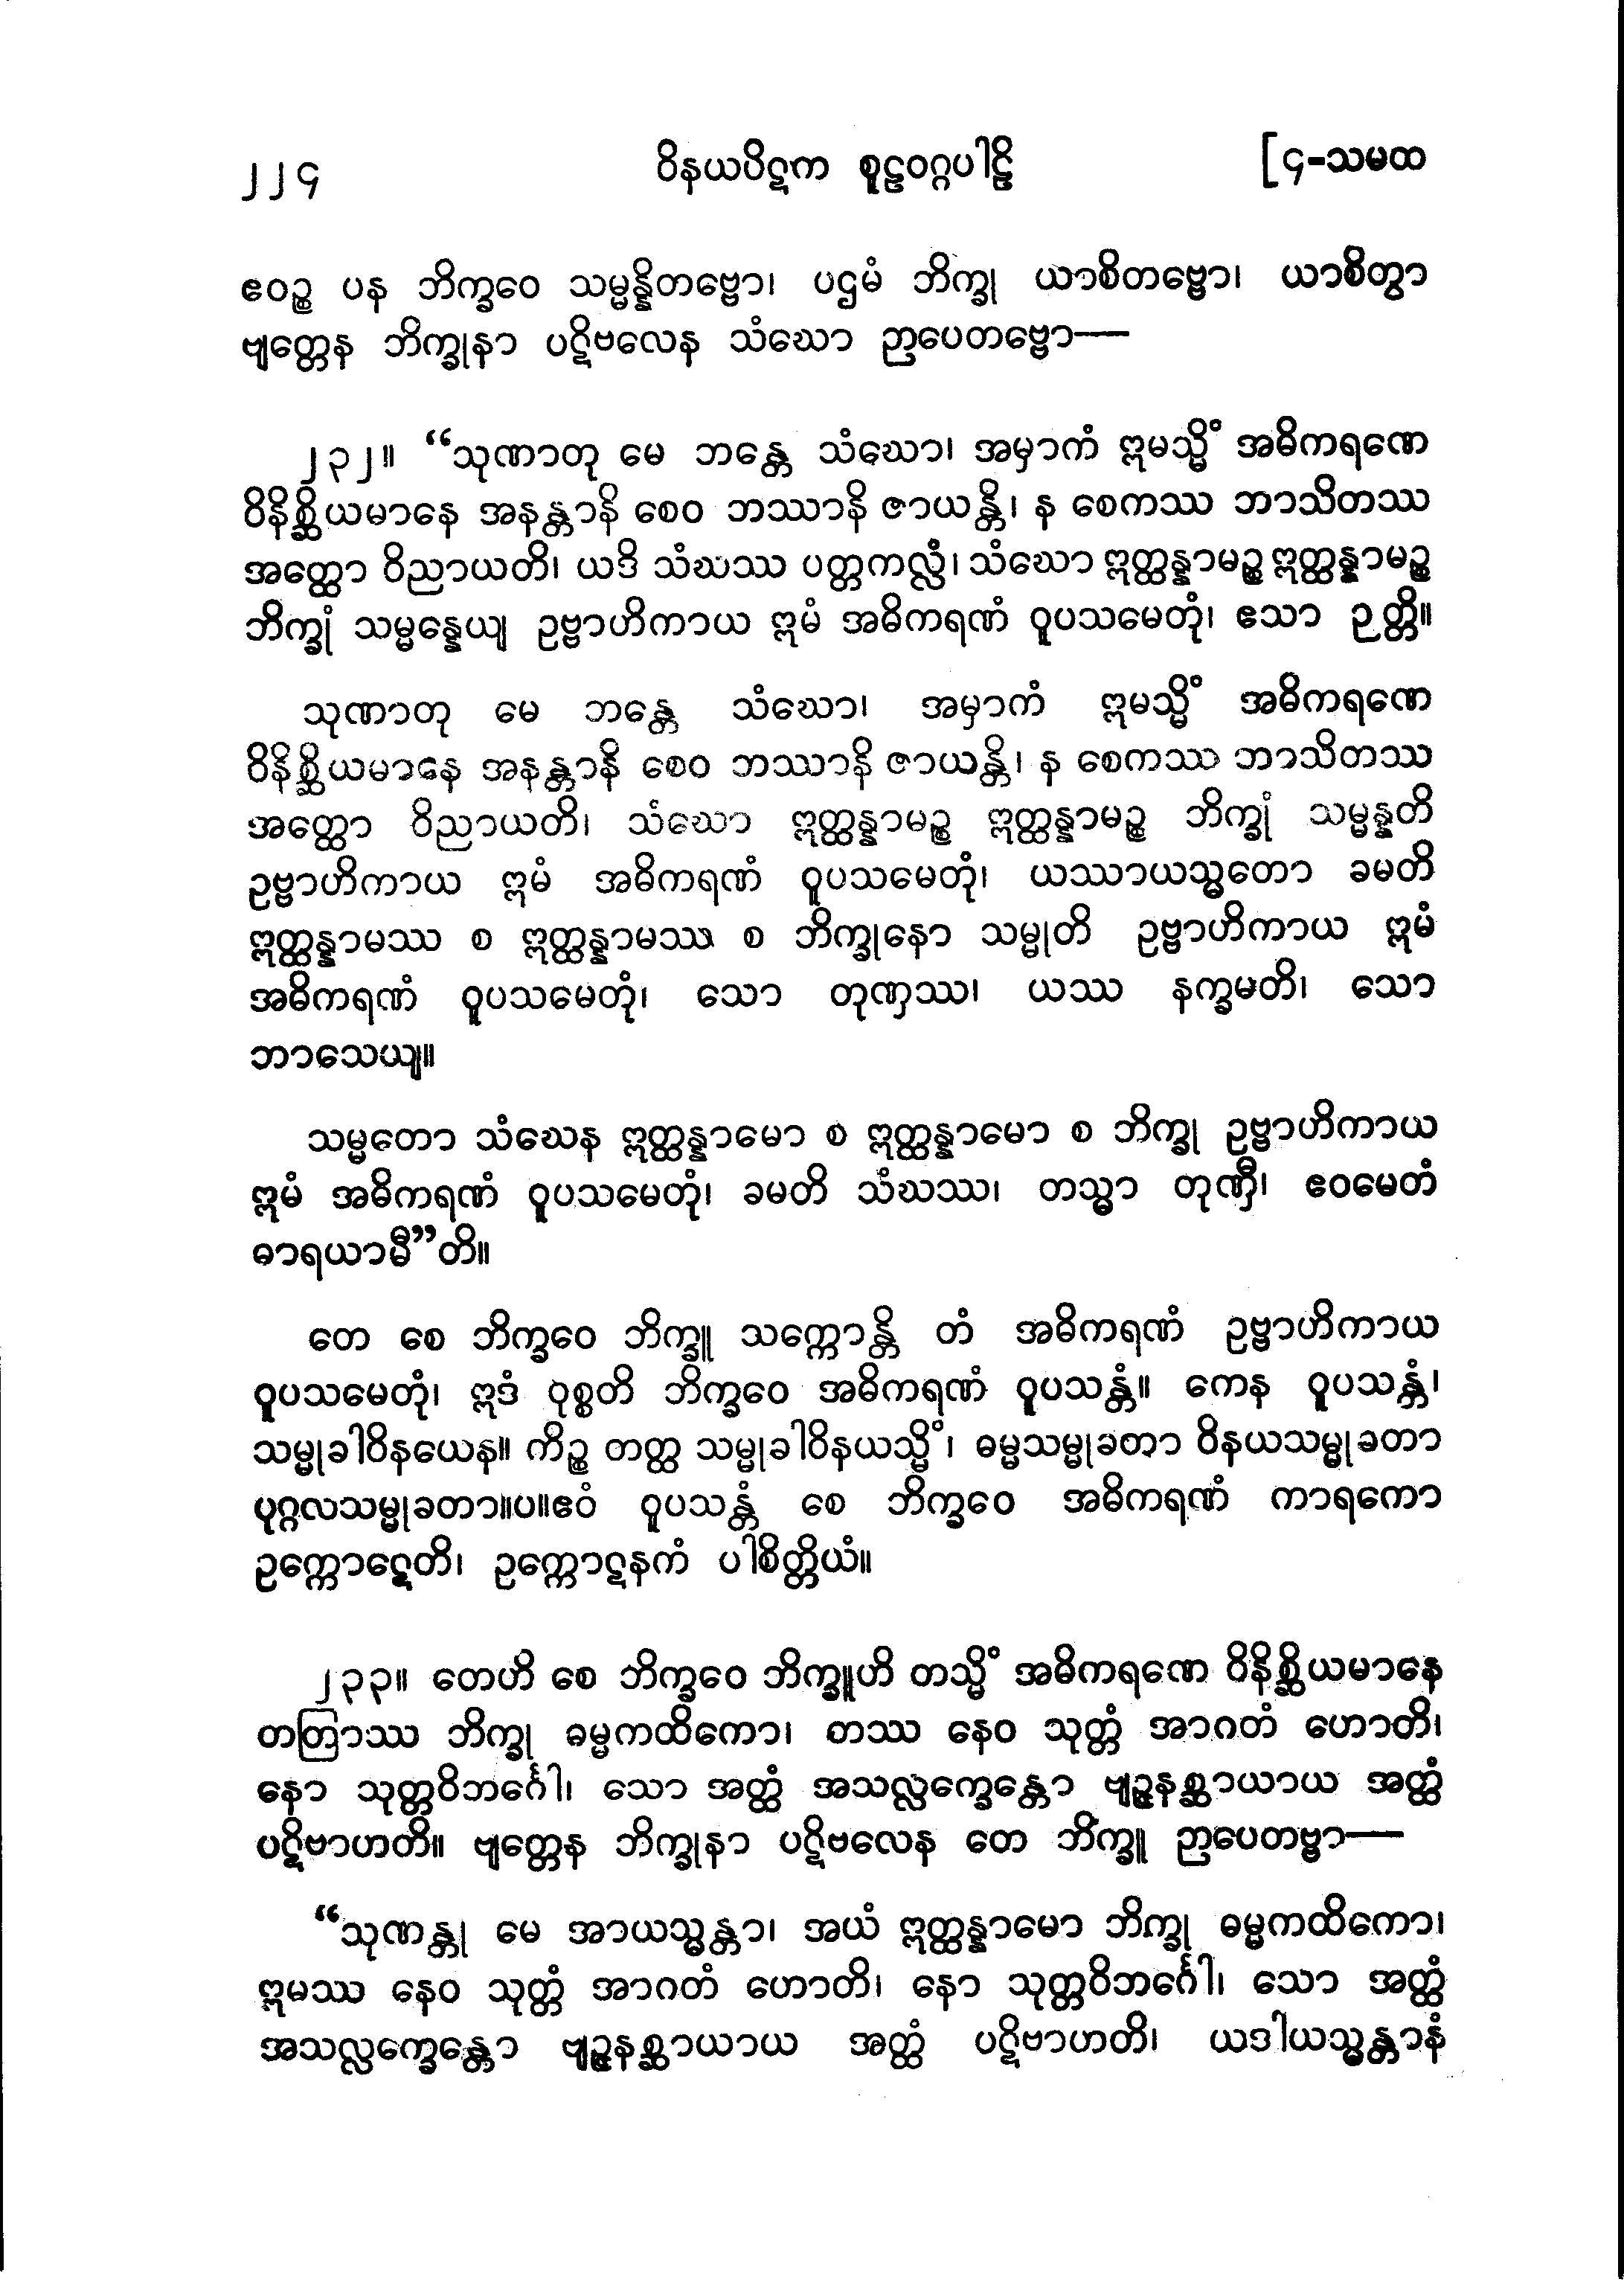 ၂၂၄ ဝိနယပိဋက စူဠဝဂ္ဂပါဠိ [၄-သမထ
ဧဝဉ္စ ပန ဘိက္ခဝေ သမ္မန္နိတဗ္ဗော၊ ပဌမံ ဘိက္ခု ယာစိတဗ္ဗော၊ ယာစိတွာ
ဗျတ္တေန ဘိက္ခုနာ ပဋိဗလေန သံဃော ဉာပေတဗ္ဗော—
၂၃၂။ “သုဏာတု မေ ဘန္တေ သံဃော၊ အမှာကံ ဣမသ္မိံ အဓိကရဏေ
ဝိနိစ္ဆိယမာနေ အနန္တာနိ စေဝ ဘဿာနိ ဇာယန္တိ၊ န စေကဿ ဘာသိတဿ
အတ္ထော ဝိညာယတိ၊ ယဒိ သံဃဿ ပတ္တကလ္လံ၊ သံဃော ဣတ္ထန္နာမဉ္စ ဣတ္ထန္နာမဉ္စ
ဘိက္ခုံ သမ္မန္နေယျ ဥဗ္ဗာဟိကာယ ဣမံ အဓိကရဏံ ဝူပသမေတုံ၊ ဧသာ ဉတ္တိ။
သုဏာတု မေ ဘန္တေ သံဃော၊ အမှာကံ ဣမသ္မိံ အဓိကရဏေ
ဝိနိစ္ဆိယမာနေ အနန္တာနိ စေဝ ဘဿာနိ ဇာယန္တိ၊ န စေကဿ ဘာသိတဿ
အတ္ထော ဝိညာယတိ၊ သံဃော ဣတ္ထန္နာမဉ္စ ဣတ္ထန္နာမဉ္စ ဘိက္ခုံ သမ္မန္နတိ
ဥဗ္ဗာဟိကာယ ဣမံ အဓိကရဏံ ဝူပသမေတုံ၊ ယဿာယသ္မတော ခမတိ
ဣတ္ထန္နာမဿ စ ဣတ္ထန္နာမဿ စ ဘိက္ခုနော သမ္မုတိ ဥဗ္ဗာဟိကာယ ဣမံ
အဓိကရဏံ ဝူပသမေတုံ၊ သော တုဏှဿ၊ ယဿ နက္ခမတိ၊ သော
ဘာသေယျ။
သမ္မတော သံဃေန ဣတ္ထန္နာမော စ ဣတ္ထန္နာမော စ ဘိက္ခု ဥဗ္ဗာဟိကာယ
ဣမံ အဓိကရဏံ ဝူပသမေတုံ၊ ခမတိ သံဃဿ၊ တသ္မာ တုဏှီ၊ ဧဝမေတံ
ဓာရယာမီ”တိ။
တေ စေ ဘိက္ခဝေ ဘိက္ခူ သက္ကောန္တိ တံ အဓိကရဏံ ဥဗ္ဗာဟိကာယ
ဝူပသမေတုံ၊ ဣဒံ ဝုစ္စတိ ဘိက္ခဝေ အဓိကရဏံ ဝူပသန္တံ။ ကေန ဝူပသန္တံ၊
သမ္မုခါဝိနယေန။ ကိဉ္စ တတ္ထ သမ္မုခါဝိနယသ္မိံ၊ ဓမ္မသမ္မုခတာ ဝိနယသမ္မုခတာ
ပုဂ္ဂလသမ္မုခတာ။ပ။ဧဝံ ဝူပသန္တံ စေ ဘိက္ခဝေ အဓိကရဏံ ကာရကော
ဥက္ကောဋေတိ၊ ဥက္ကောဋနကံ ပါစိတ္တိယံ။
၂၃၃။ တေဟိ စေ ဘိက္ခဝေ ဘိက္ခူဟိ တသ္မိံ အဓိကရဏေ ဝိနိစ္ဆိယမာနေ
တတြာဿ ဘိက္ခု ဓမ္မကထိကော၊ တဿ နေဝ သုတ္တံ အာဂတံ ဟောတိ၊
နော သုတ္တဝိဘင်္ဂေါ၊ သော အတ္ထံ အသလ္လက္ခေန္တော ဗျဉ္ဇနစ္ဆာယာယ အတ္ထံ
ပဋိဗာဟတိ။ ဗျတ္တေန ဘိက္ခုနာ ပဋိဗလေန တေ ဘိက္ခူ ဉာပေတဗ္ဗာ—
“သုဏန္တု မေ အာယသ္မန္တာ၊ အယံ ဣတ္ထန္နာမော ဘိက္ခု ဓမ္မကထိကော၊
ဣမဿ နေဝ သုတ္တံ အာဂတံ ဟောတိ၊ နော သုတ္တဝိဘင်္ဂေါ၊ သော အတ္ထံ
အသလ္လက္ခေန္တော ဗျဉ္ဇနစ္ဆာယာယ အတ္ထံ ပဋိဗာဟတိ၊ ယဒါယသ္မန္တာနံ